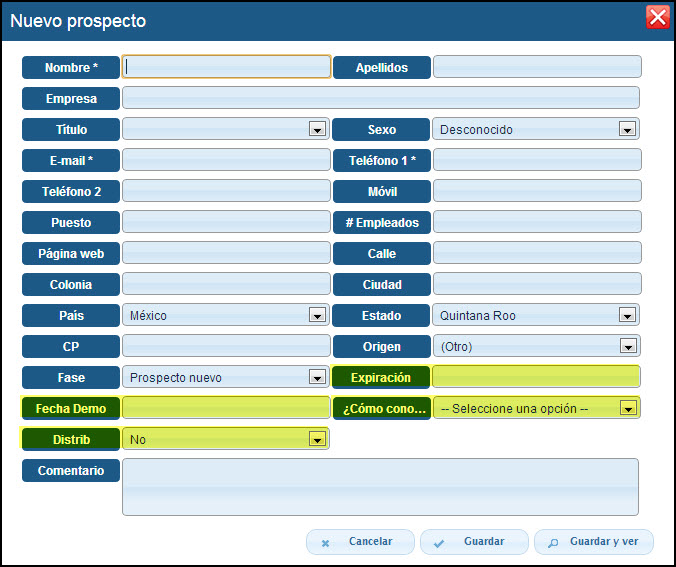 Nuevo prospecto
Nombre * Apellidos
Empresa
Título Sexo Desconocido
E-mail * Teléfono 1 *
Teléfono 2 Móvil
Puesto # Empleados
Página web Calle
Colonia Ciudad
País México Estado Quintana Roo
CP Origen (Otro)
Fase Prospecto nuevo Expiración
Fecha Demo ¿Cómo cono... -- Seleccione una opción --
Distrib No
Comentario
Cancelar Guardar Guardar y ver